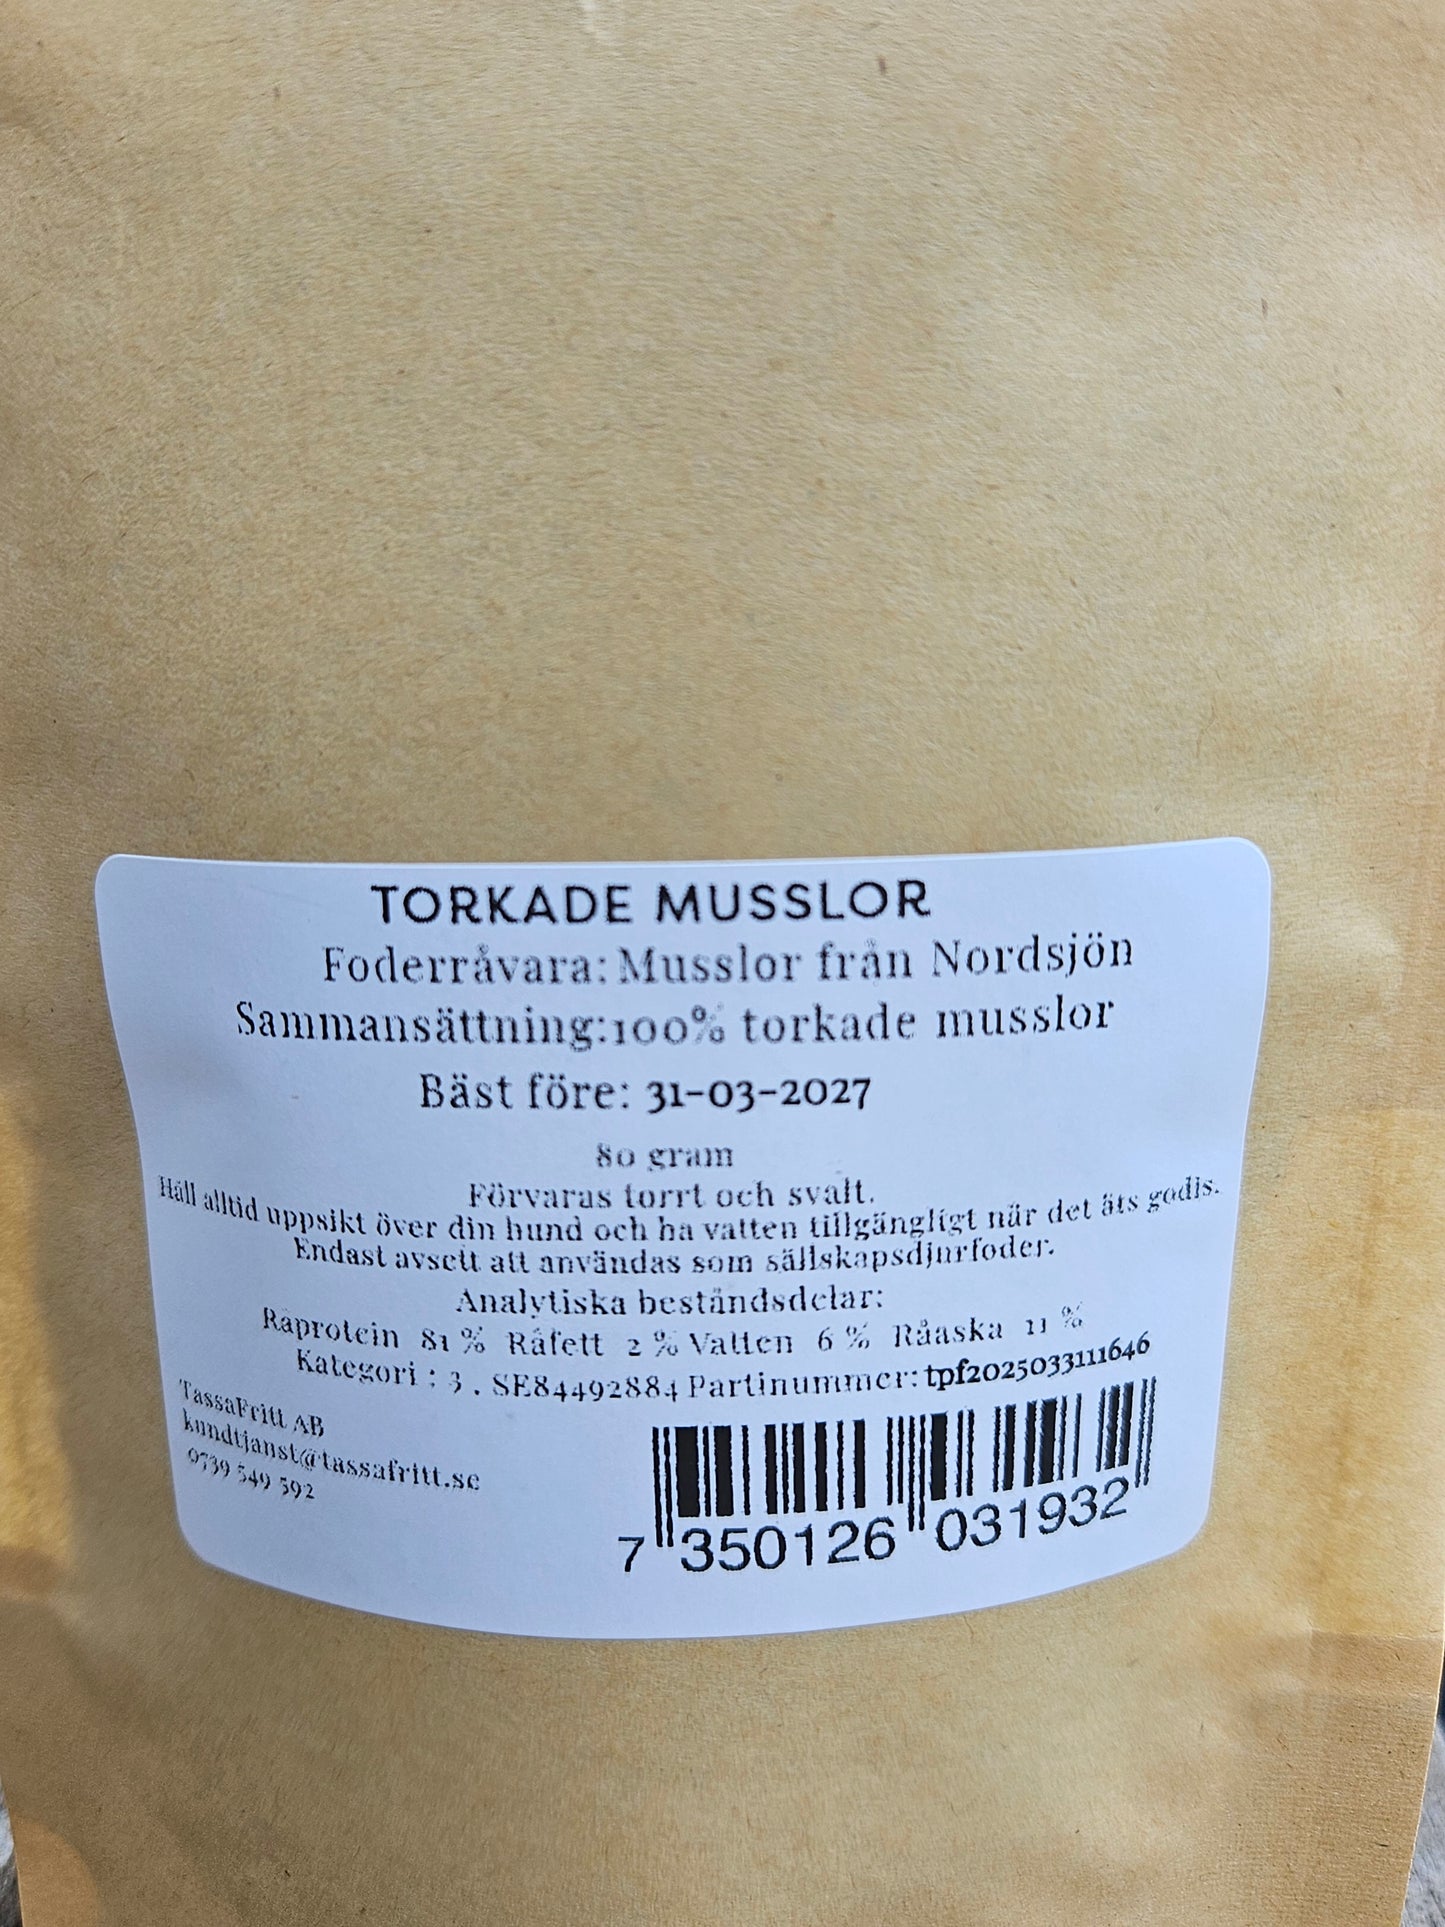 TORKADE MUSSLOR
Foderråvara: Musslor från Nordsjön
Sammansättning:100% torkade musslor
Bäst före: 31-03-2027
80 gram
Förvaras torrt och svalt.
Håll alltid uppsikt över din hund och ha vatten tillgängligt när det äts godis.
Endast avsett att användas som sällskapsdjurfoder.
Analytiska beståndsdelar:
Råprotein 81 % Råfett 2 % Vatten 6 % Råaska 11 %
Kategori : 3 . SE84492884 Partinummer: tpf2025033111646
TassaFritt AB
kundtjanst@tassafritt.se
0739 549 592
7 350126 031932